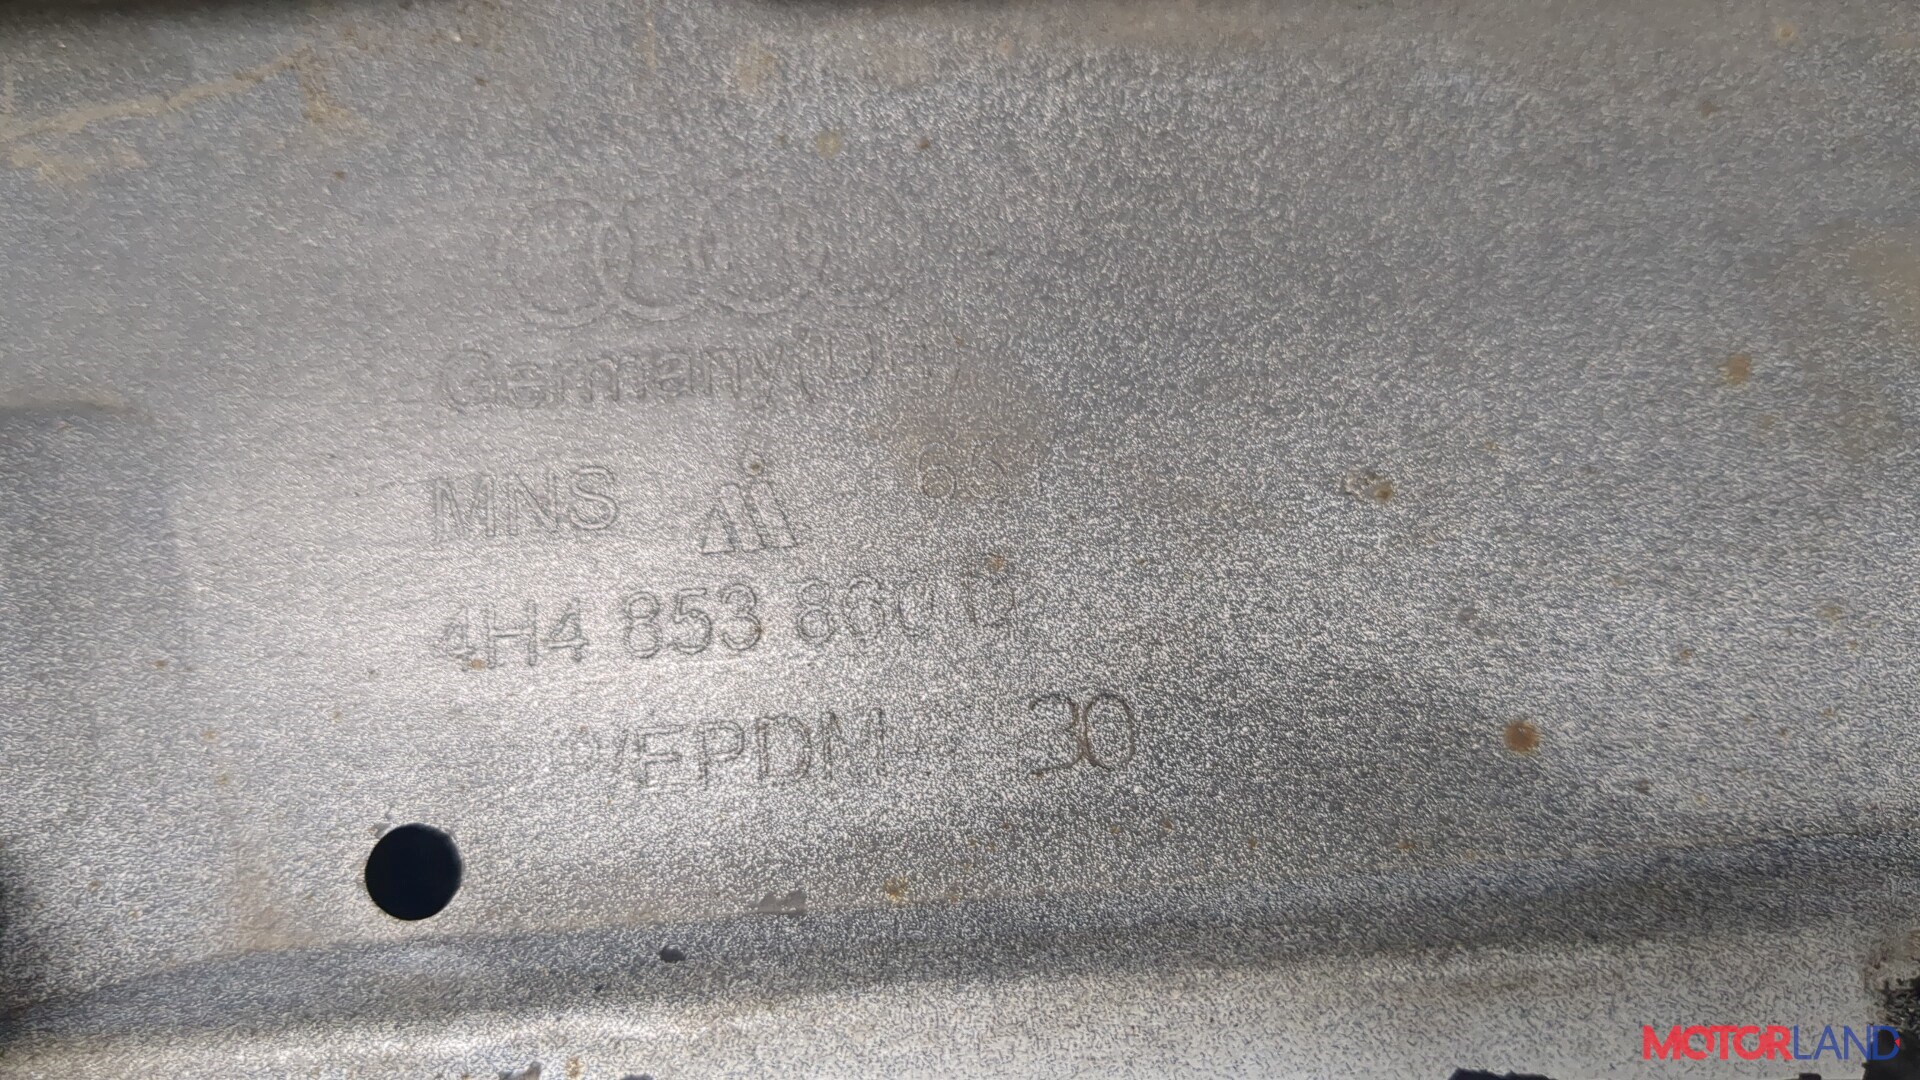 Germany(D)
MNS
4H4 853 860 D
/EPDM 30
MOTORLAND